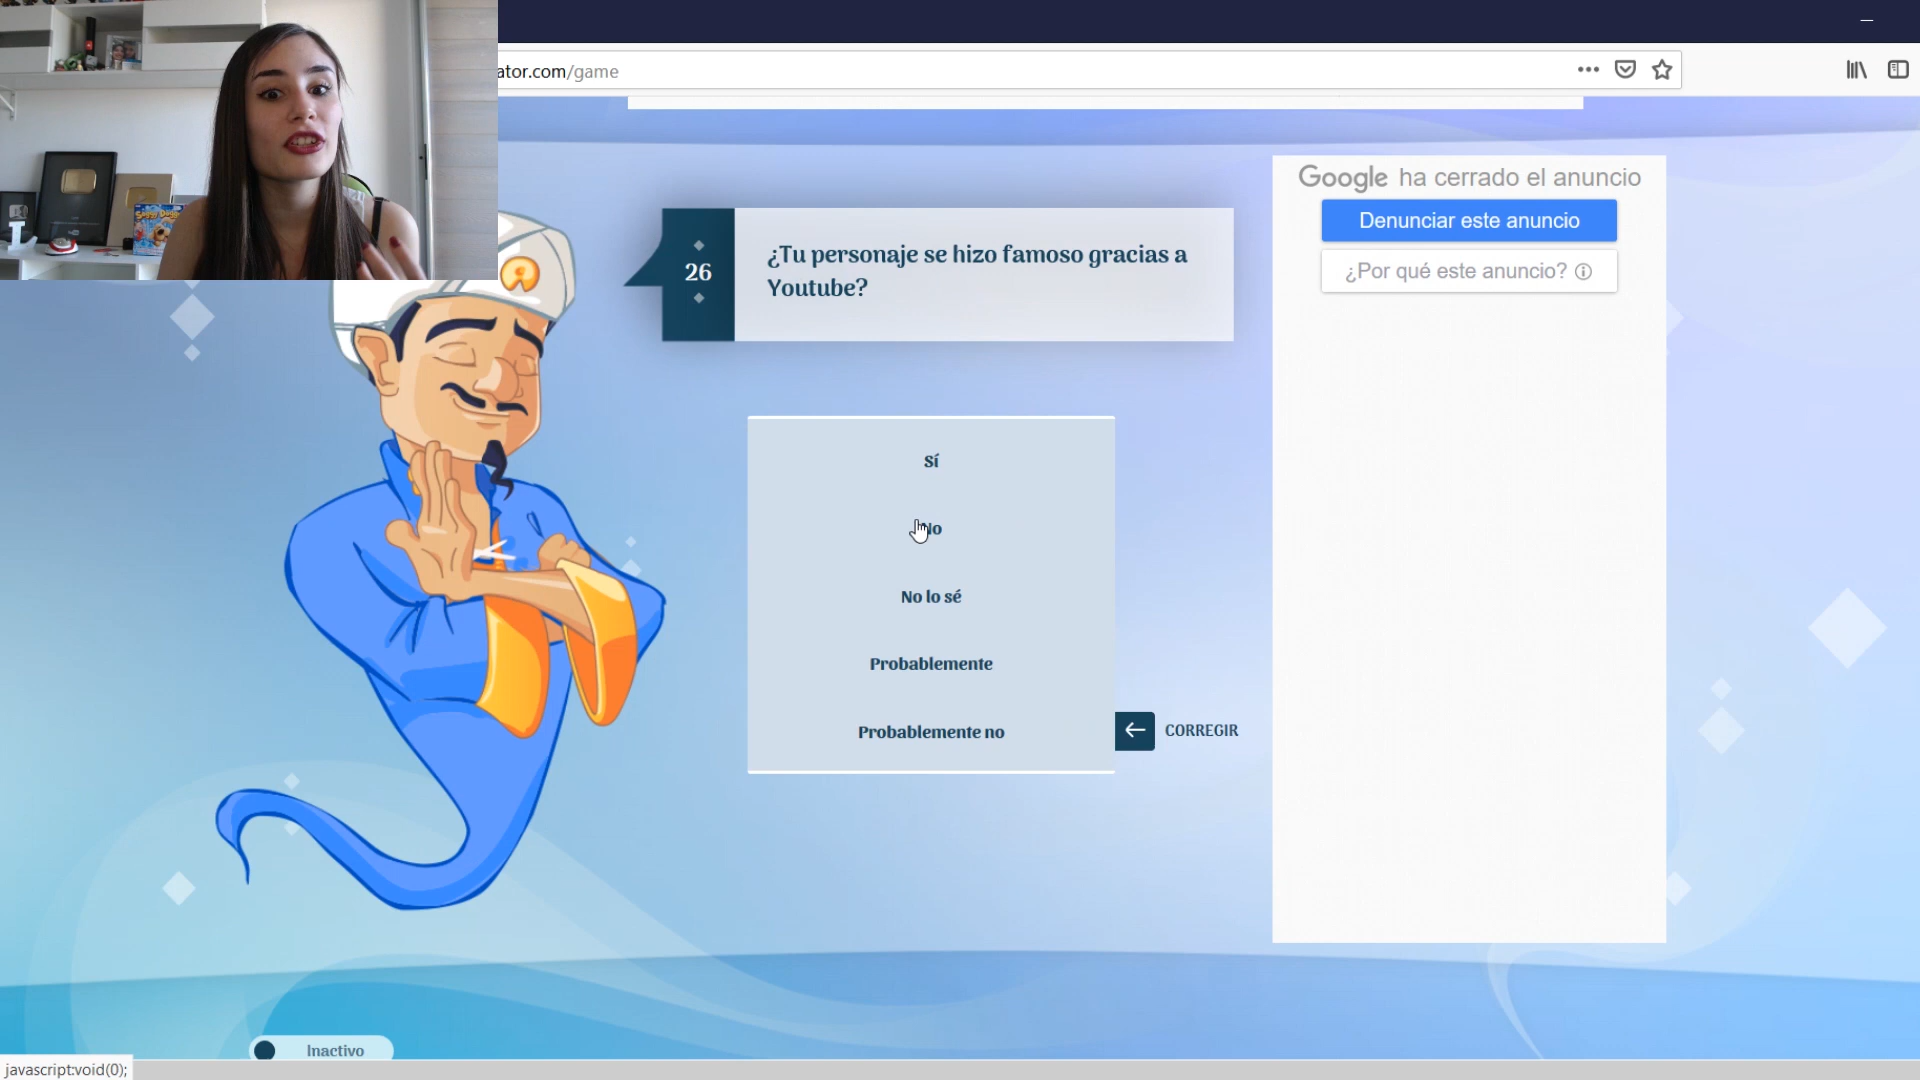 ator.com/game
Google ha cerrado el anuncio
Denunciar este anuncio
¿Por qué este anuncio?
26
¿Tu personaje se hizo famoso gracias a
Youtube?
Sí
No lo sé
Probablemente
Probablemente no
CORREGIR
Inactivo
javascript:void(0);